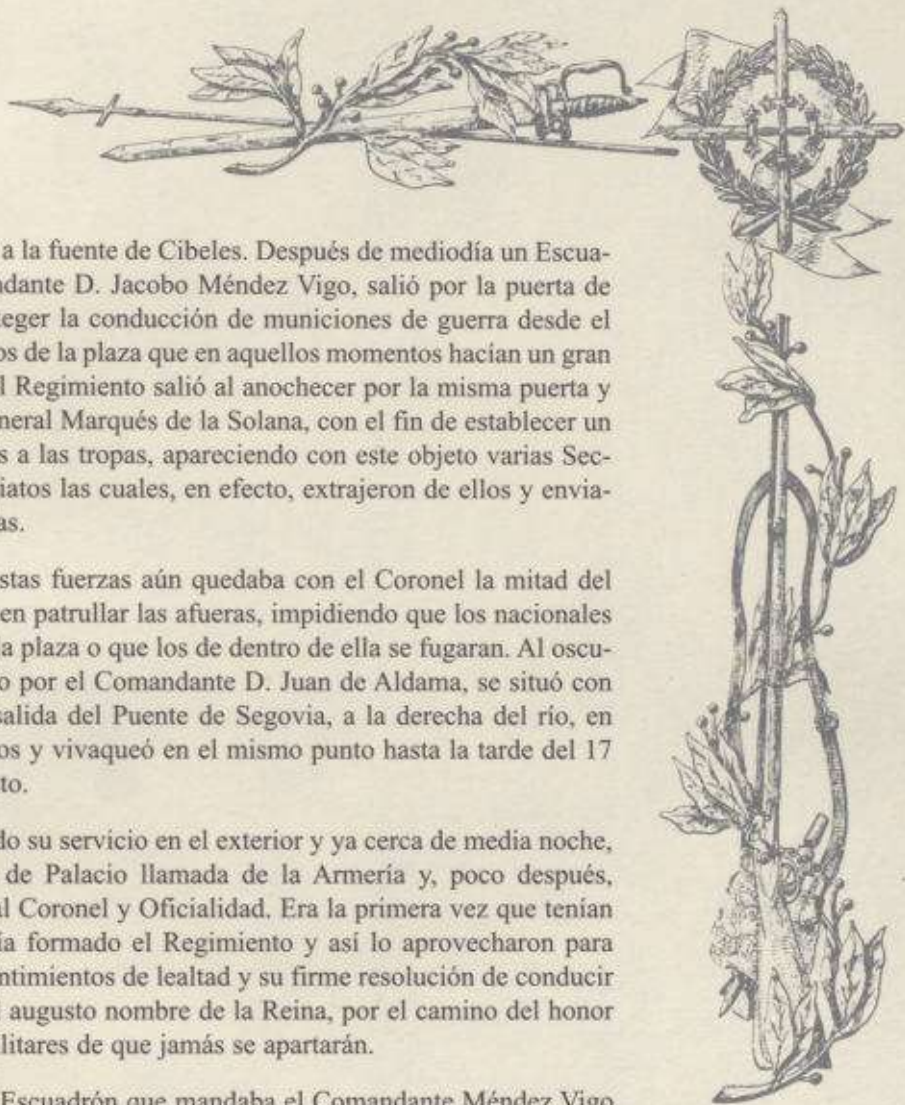 a la fuente de Cibeles. Después de mediodía un Escua-
ndante D. Jacobo Méndez Vigo, salió por la puerta de
eger la conducción de municiones de guerra desde el
os de la plaza que en aquellos momentos hacían un gran
l Regimiento salió al anochecer por la misma puerta y
neral Marqués de la Solana, con el fin de establecer un
s a las tropas, apareciendo con este objeto varias Sec-
iatos las cuales, en efecto, extrajeron de ellos y envia-
as.
stas fuerzas aún quedaba con el Coronel la mitad del
en patrullar las afueras, impidiendo que los nacionales
a plaza o que los de dentro de ella se fugaran. Al oscu-
o por el Comandante D. Juan de Aldama, se situó con
salida del Puente de Segovia, a la derecha del río, en
os y vivaqueó en el mismo punto hasta la tarde del 17
to.
do su servicio en el exterior y ya cerca de media noche,
de Palacio llamada de la Armería y, poco después,
al Coronel y Oficialidad. Era la primera vez que tenían
ía formado el Regimiento y así lo aprovecharon para
ntimientos de lealtad y su firme resolución de conducir
augusto nombre de la Reina, por el camino del honor
litares de que jamás se apartarán.
Escuadrón que mandaba el Comandante Méndez Vigo